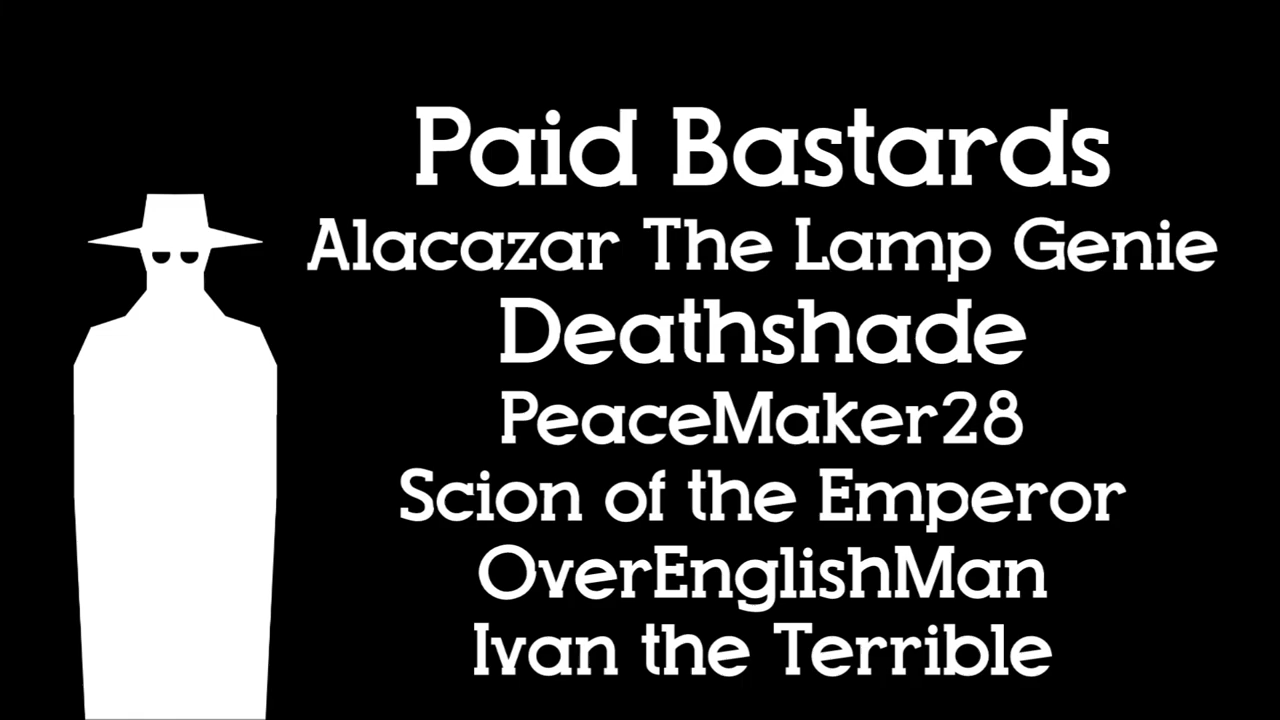 Paid Bastards
Alacazar The Lamp Genie
Deathshade
PeaceMaker28
Scion of the Emperor
OverEnglishMan
Ivan the Terrible